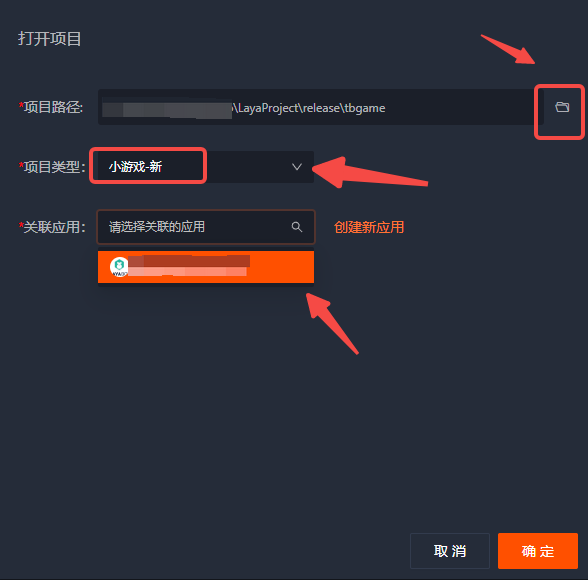 打开项目
*项目路径: \LayaProject\release\tbgame
*项目类型: 小游戏-新
*关联应用: 请选择关联的应用 创建新应用
取消 确定